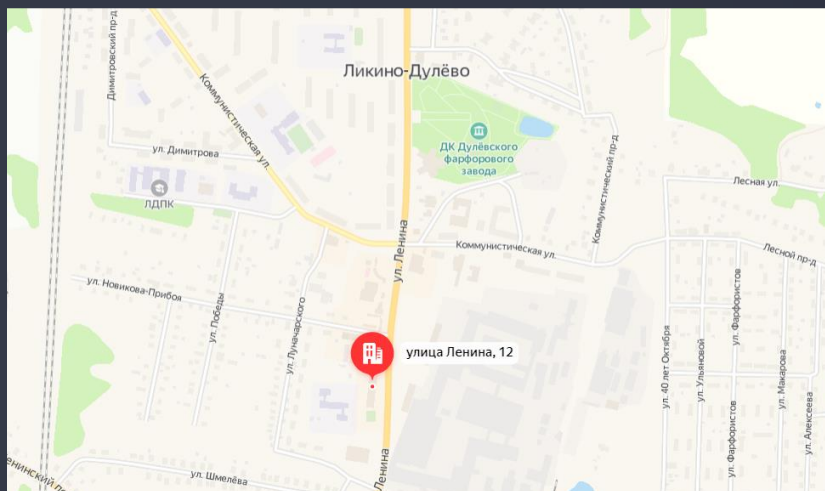 Ликино-Дулёво
Димитровский пр-д
Коммунистическая ул.
ул. Димитрова
ДК Дулёвского
фарфорового
завода
Коммунистический пр-д
Лесная ул.
ЛДПК
ул. Ленина
Коммунистическая ул.
Лесной пр-д
ул. Новикова-Прибоя
ул. Победы
ул. Луначарского
улица Ленина, 12
ул. 40 лет Октября
ул. Ульяновой
ул. Фарфористов
ул. Фарфористов
ул. Макарова
ул. Алексеева
ул. Шмелёва
Ленина